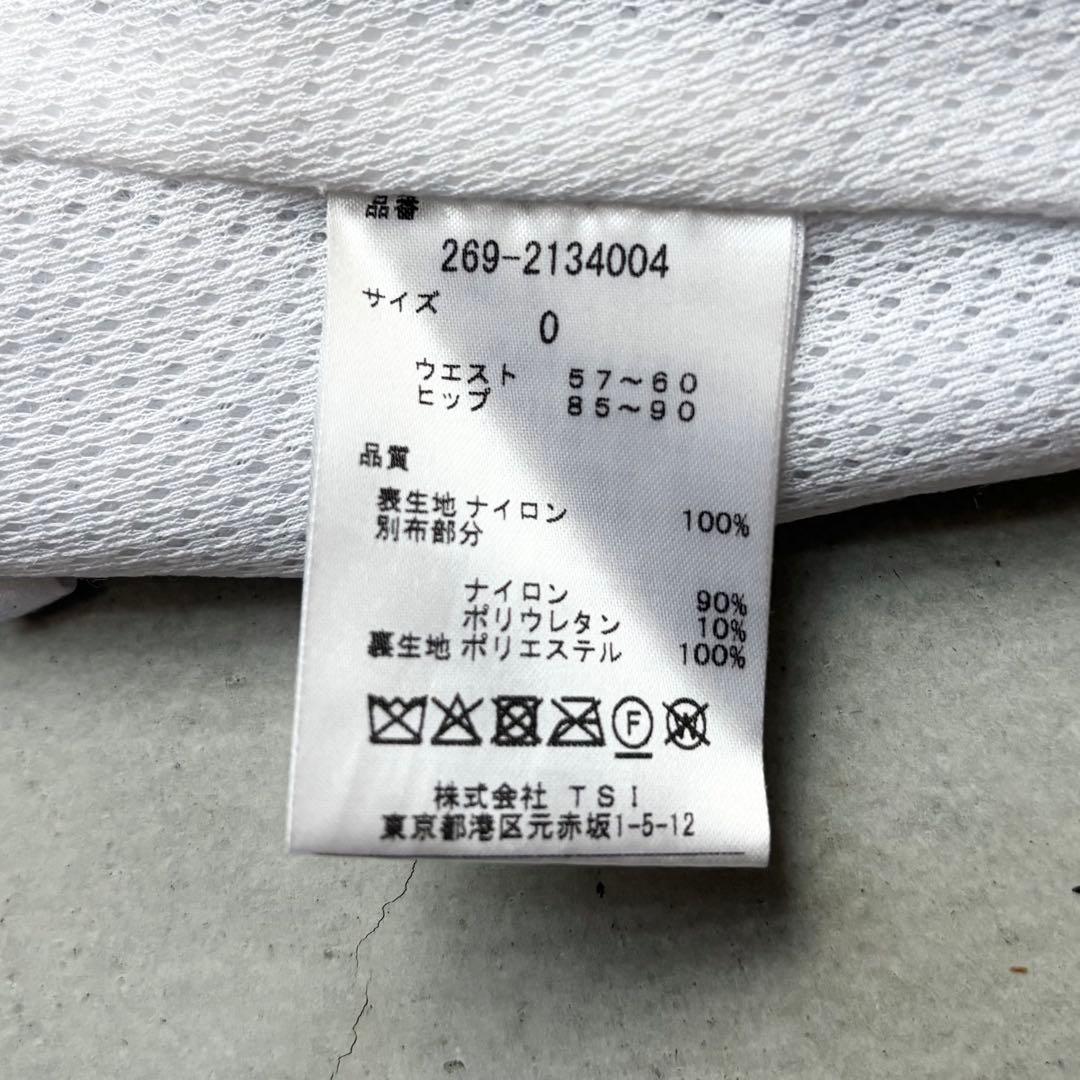 品番
269-2134004
サイズ
0
ウエスト 57～60
ヒップ 85～90
品質
表生地 ナイロン 100%
別布部分
ナイロン 90%
ポリウレタン 10%
裏生地 ポリエステル 100%
F W
株式会社 TSI
東京都港区元赤坂1-5-12